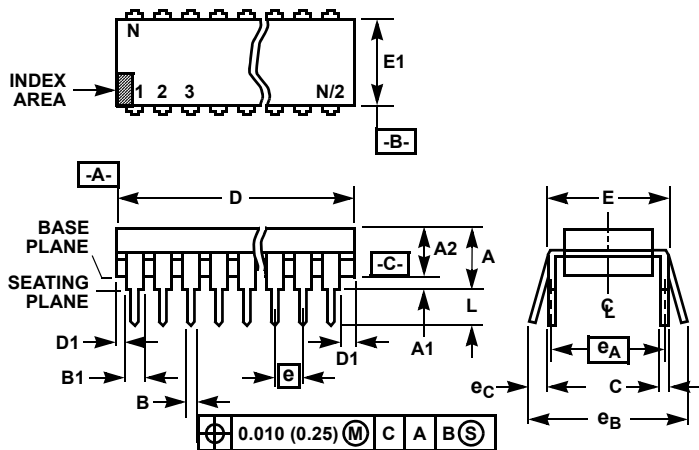 N
E1
INDEX
AREA
1 2 3 N/2
-B-
-A-
D E
BASE
PLANE
A2 A
-C-
SEATING
PLANE
L
℄
D1 A1 D1
eA
B1 e eC C
B eB
0.010 (0.25) Ⓜ C A B Ⓢ